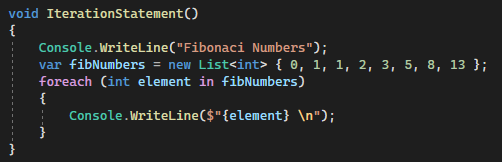 void IterationStatement()
{
    Console.WriteLine("Fibonaci Numbers");
    var fibNumbers = new List<int> { 0, 1, 1, 2, 3, 5, 8, 13 };
    foreach (int element in fibNumbers)
    {
        Console.WriteLine($"{element} \n");
    }
}